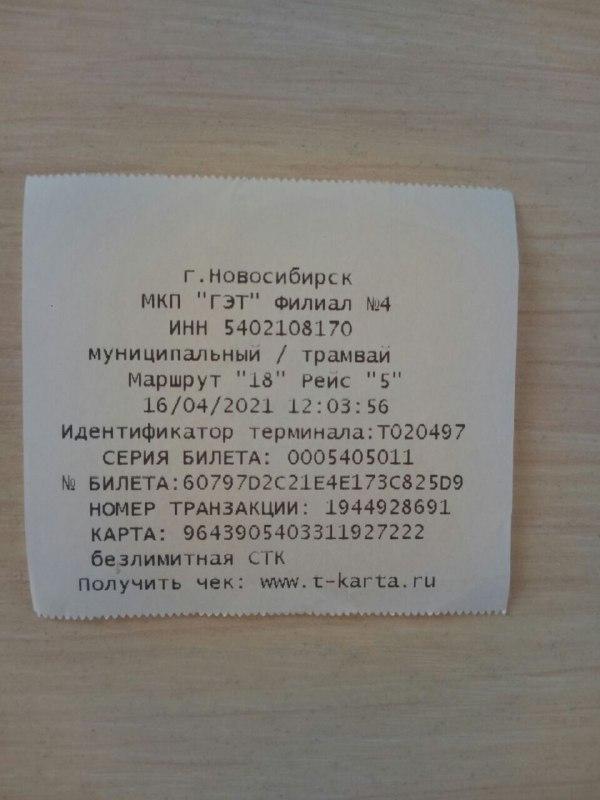 г.Новосибирск
МКП "ГЭТ" Филиал №4
ИНН 5402108170
муниципальный / трамвай
Маршрут "18" Рейс "5"
16/04/2021 12:03:56
Идентификатор терминала:T020497
СЕРИЯ БИЛЕТА: 0005405011
№ БИЛЕТА:60797D2C21E4E173C825D9
НОМЕР ТРАНЗАКЦИИ: 1944928691
КАРТА: 9643905403311927222
безлимитная СТК
Получить чек: www.t-karta.ru